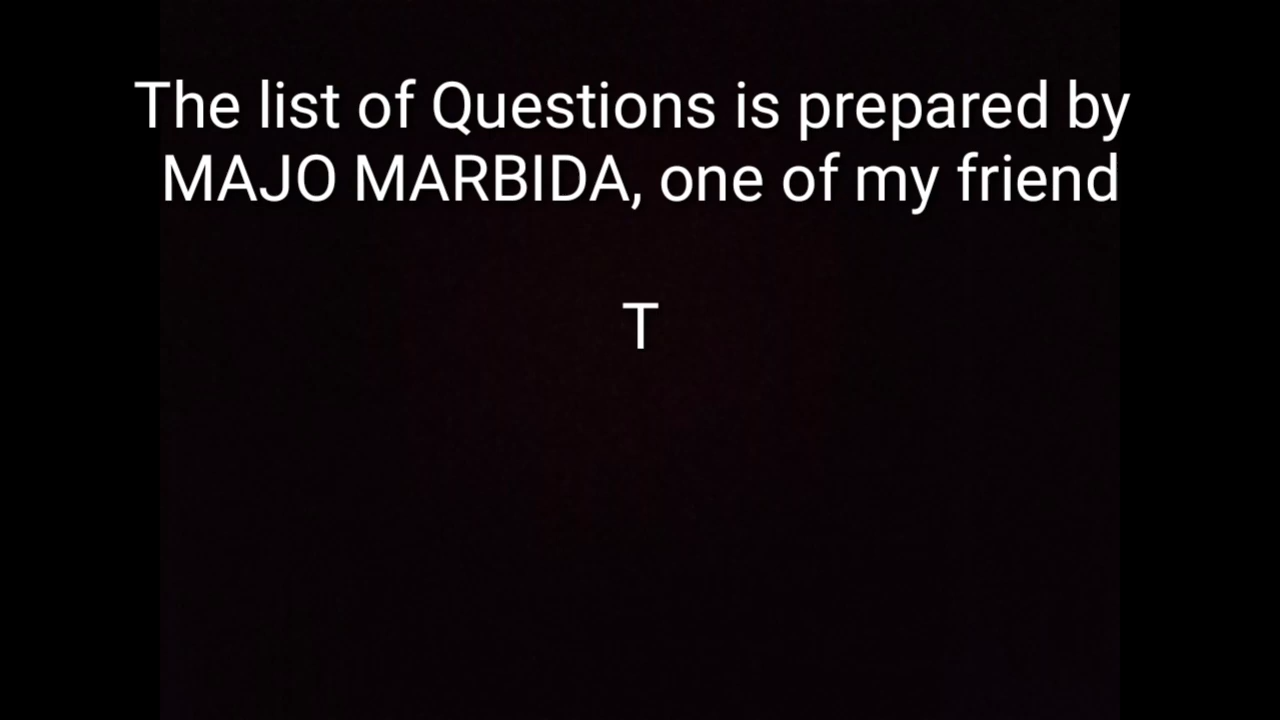 The list of Questions is prepared by
MAJO MARBIDA, one of my friend
T